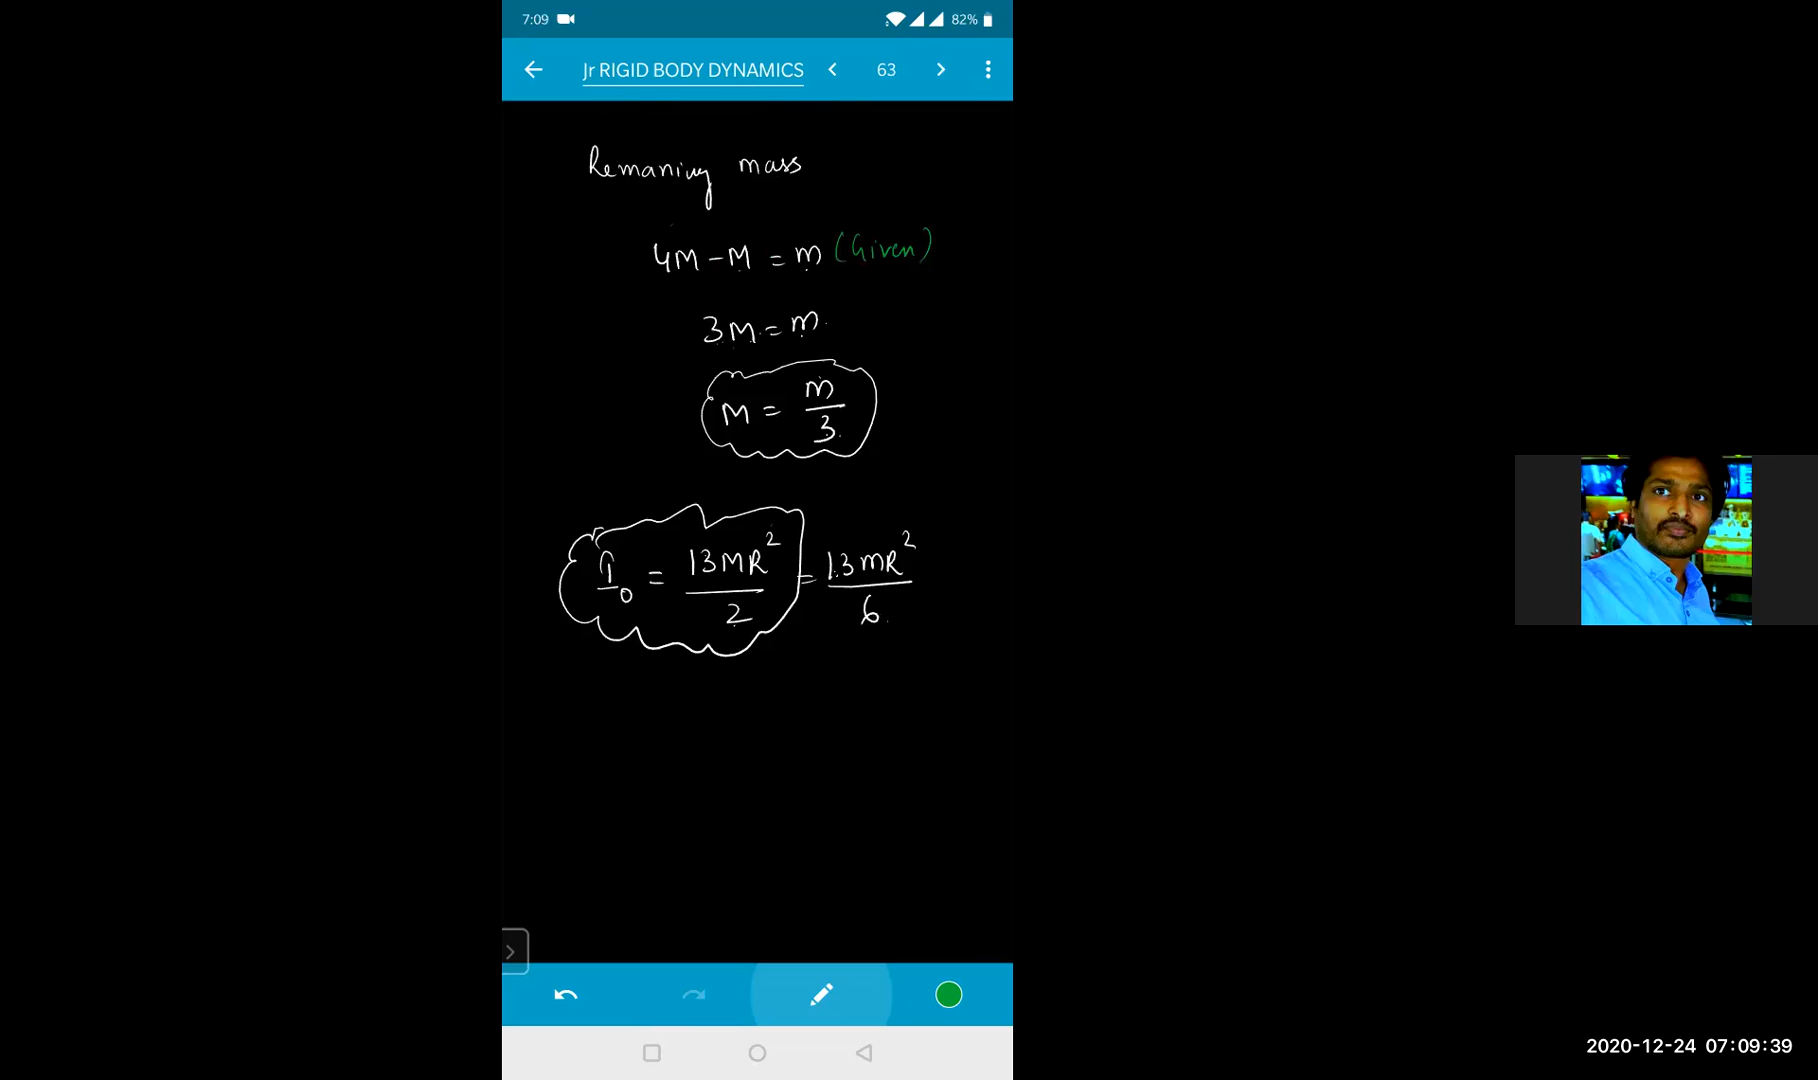 7:09 82%
Jr RIGID BODY DYNAMICS 63
Remaning mass
4M - M = m (Given)
3M = m
M = m/3
I₀ = 13MR²/2 = 13mR²/6
2020-12-24 07:09:39